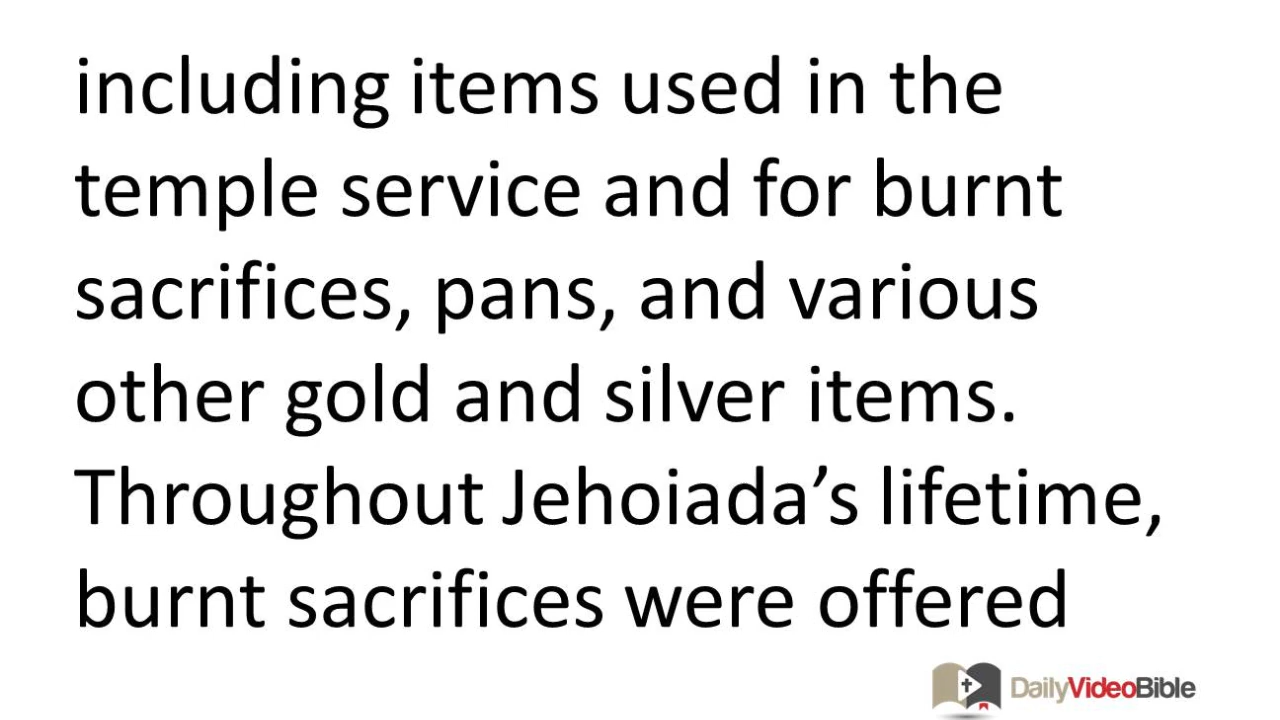 including items used in the
temple service and for burnt
sacrifices, pans, and various
other gold and silver items.
Throughout Jehoiada’s lifetime,
burnt sacrifices were offered
DailyVideoBible